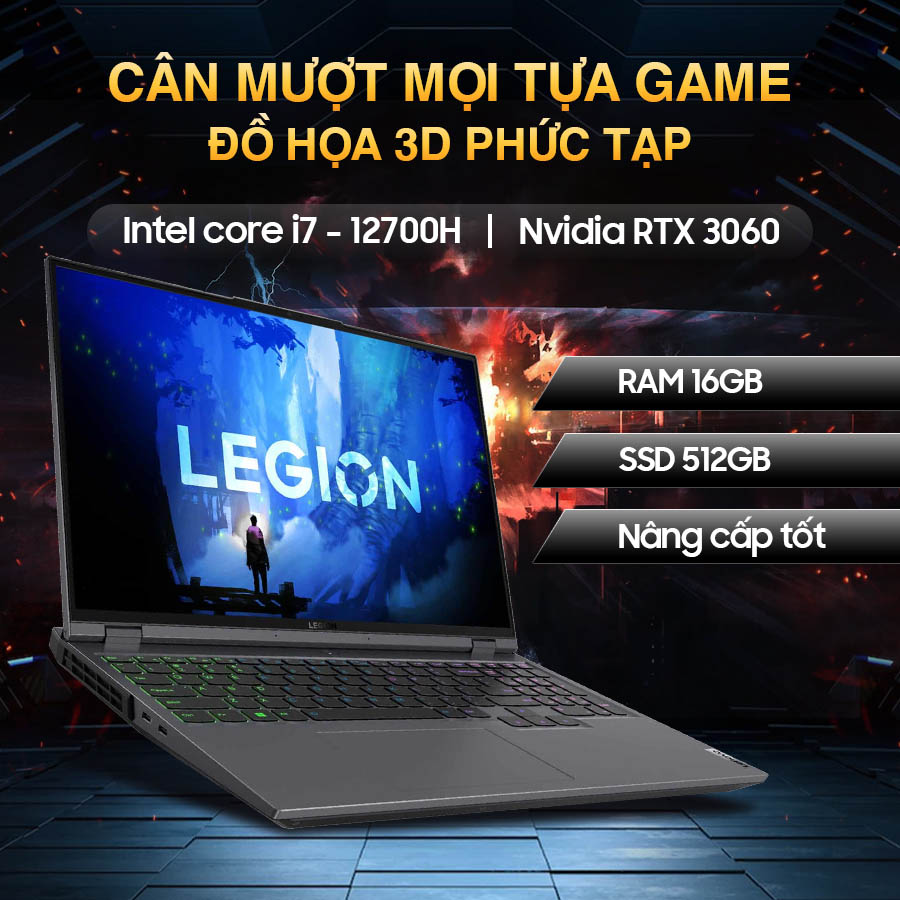 CÂN MƯỢT MỌI TỰA GAME
ĐỒ HỌA 3D PHỨC TẠP
Intel core i7 - 12700H | Nvidia RTX 3060
RAM 16GB
SSD 512GB
Nâng cấp tốt
LEGION
LEGION